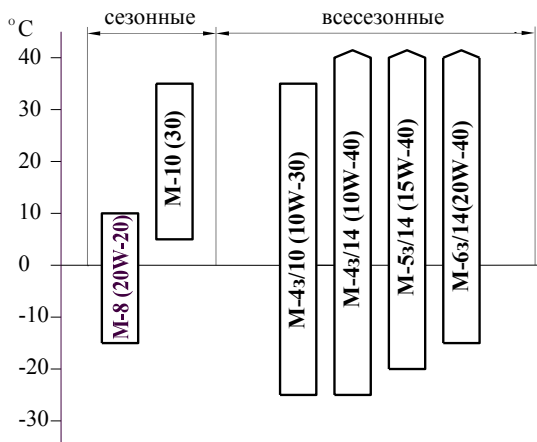 °C
сезонные
всесезонные
40
30
20
10
0
-10
-20
-30
М-8 (20W-20)
М-10 (30)
М-4з/10 (10W-30)
М-4з/14 (10W-40)
М-5з/14 (15W-40)
М-6з/14(20W-40)